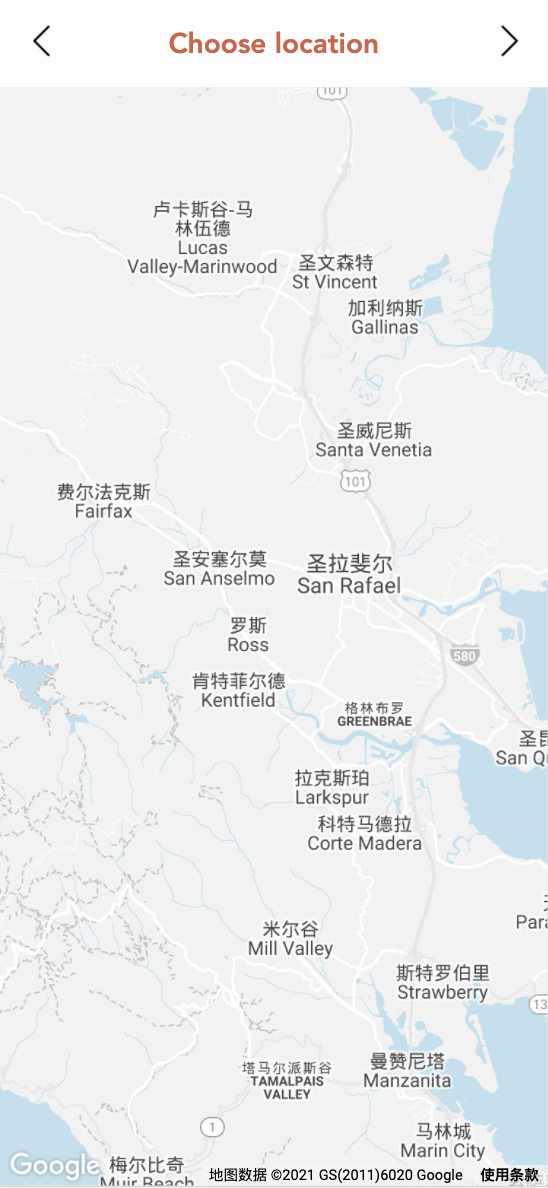 Choose location
101
卢卡斯谷-马
林伍德
Lucas
Valley-Marinwood
圣文森特
St Vincent
加利纳斯
Gallinas
圣威尼斯
Santa Venetia
101
费尔法克斯
Fairfax
圣安塞尔莫
San Anselmo
圣拉斐尔
San Rafael
罗斯
Ross
580
肯特菲尔德
Kentfield
格林布罗
GREENBRAE
San Qu
拉克斯珀
Larkspur
科特马德拉
Corte Madera
Para
米尔谷
Mill Valley
斯特罗伯里
Strawberry
13
曼赞尼塔
Manzanita
塔马尔派斯谷
TAMALPAIS
VALLEY
1
马林城
Marin City
梅尔比奇
Muir Beach
Google
地图数据 ©2021 GS(2011)6020 Google 使用条款